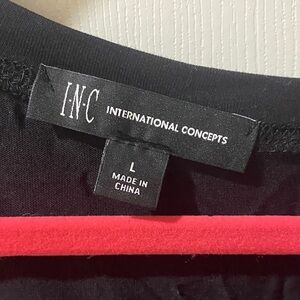 I·N·C INTERNATIONAL CONCEPTS
L
MADE IN
CHINA